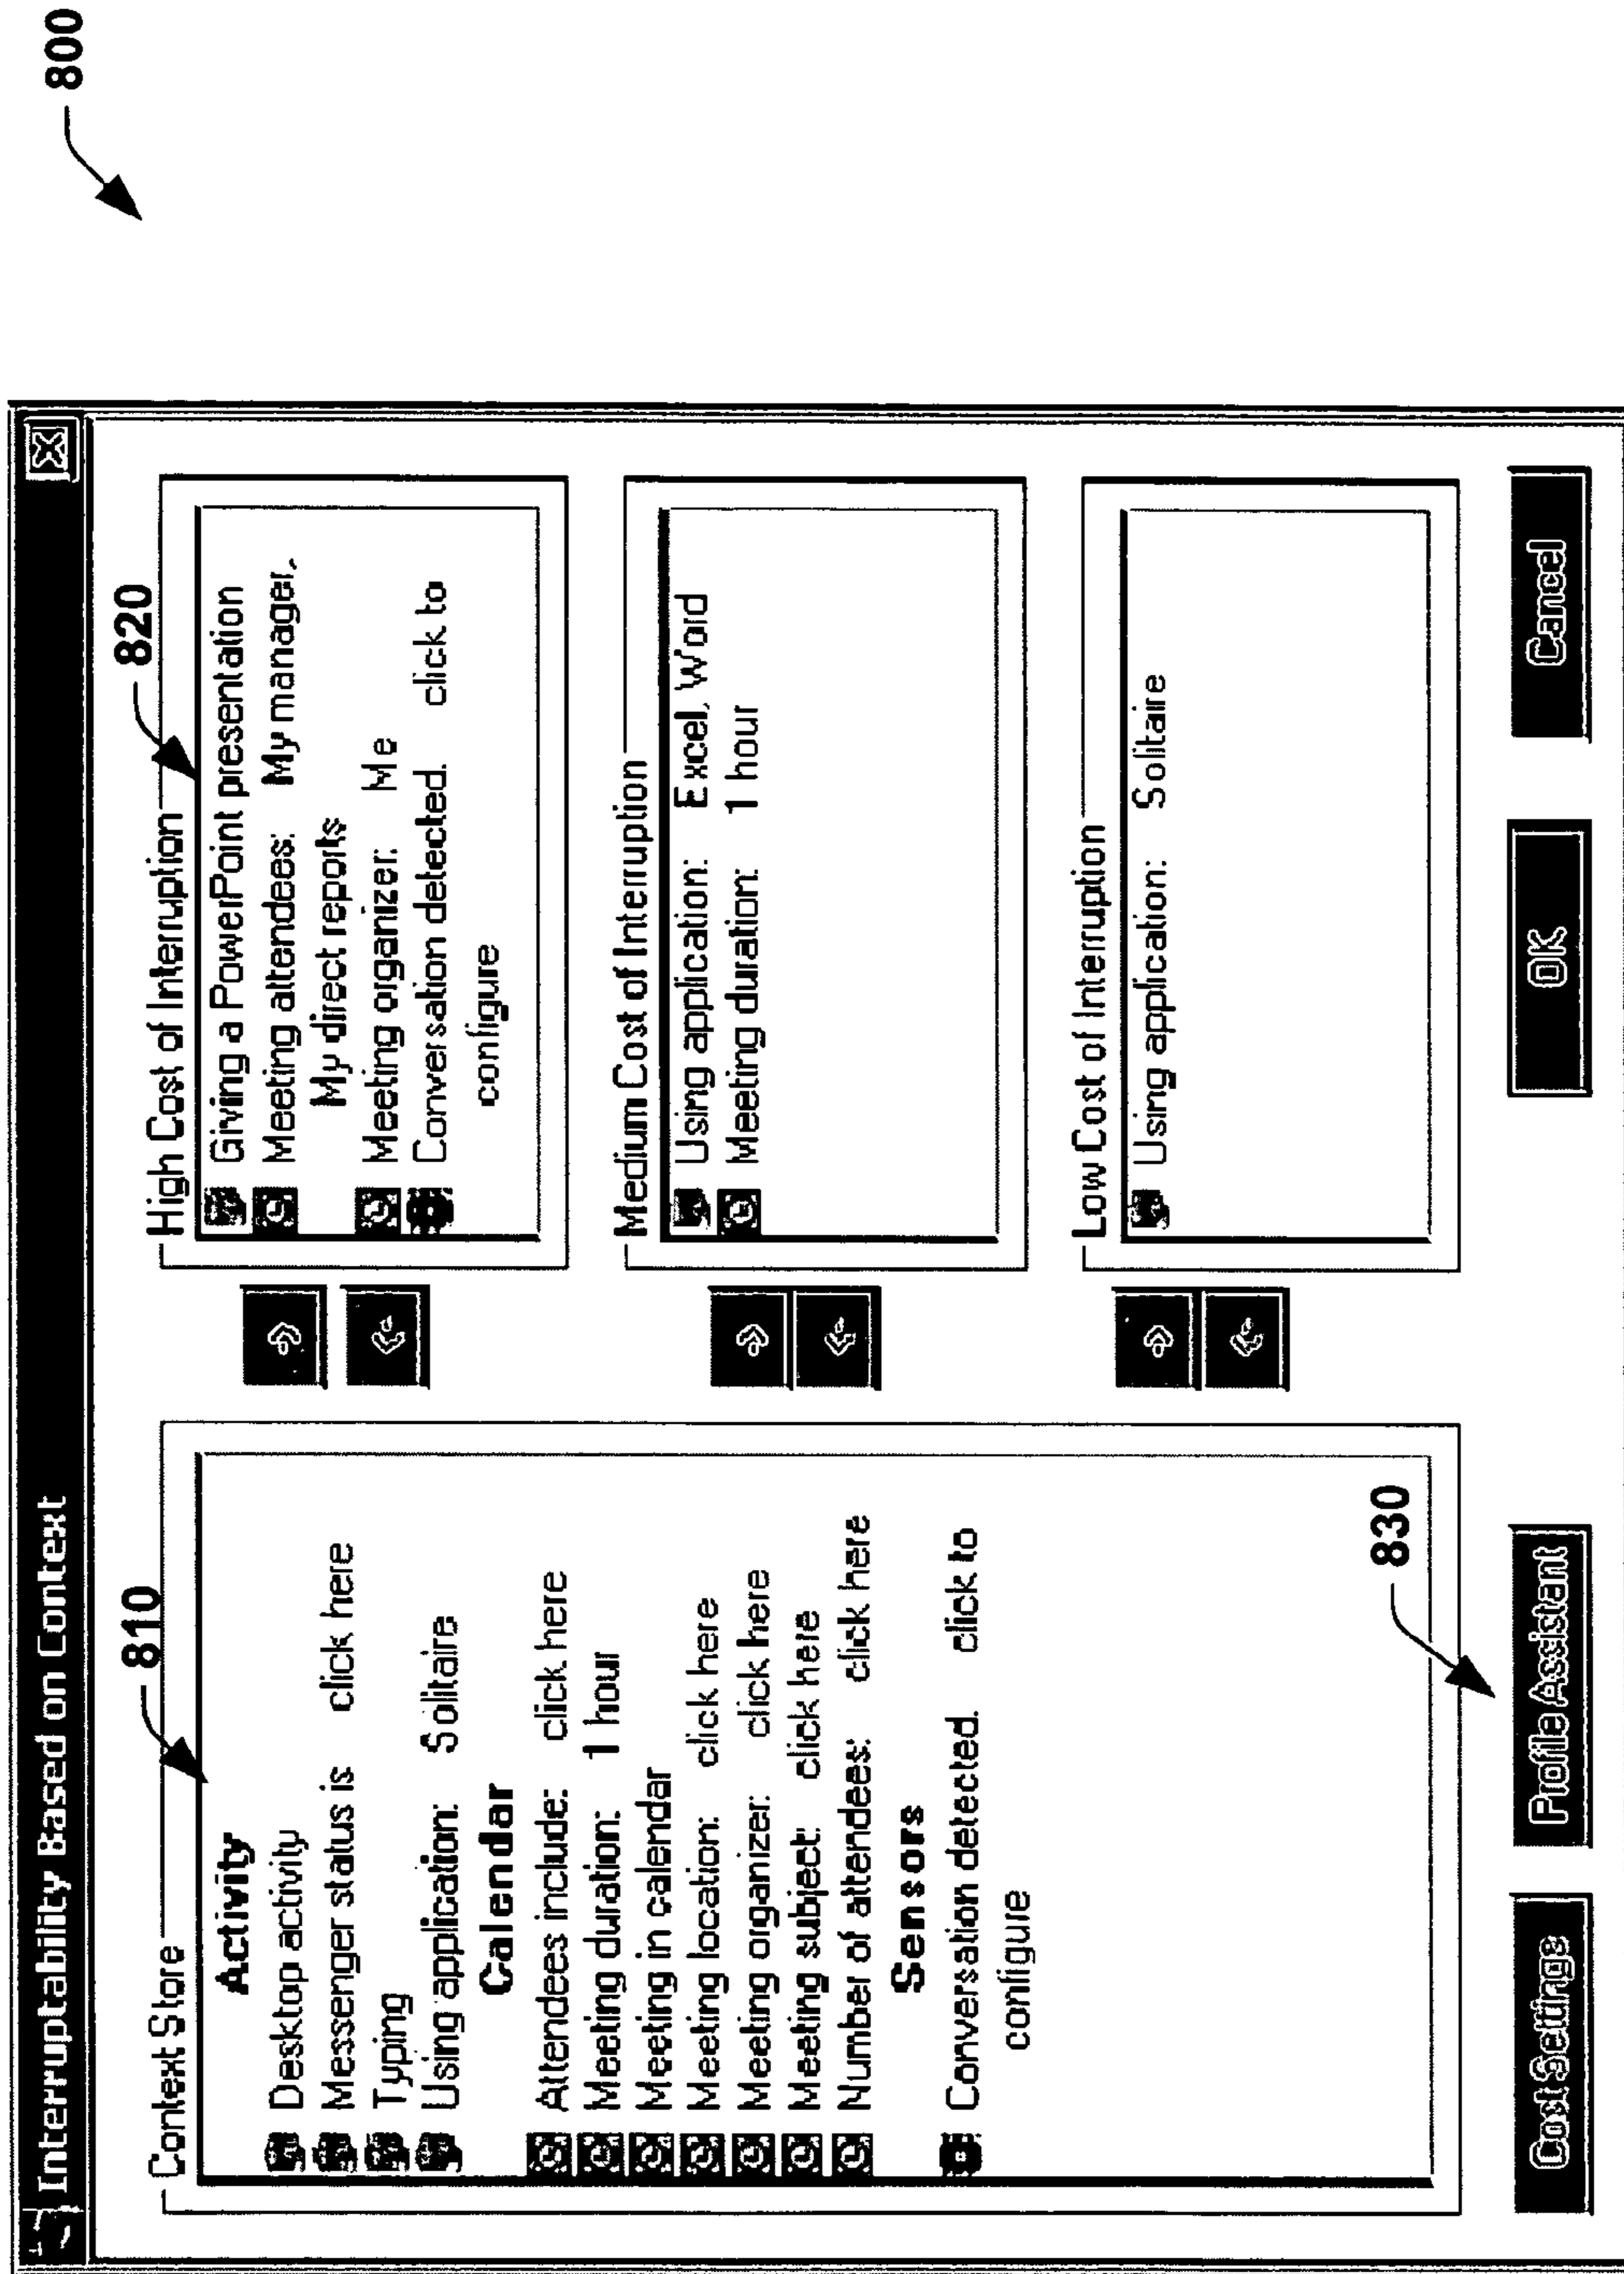 800
Interruptability Based on Context
Context Store
810
Activity
Desktop activity
Messenger status is click here
Typing
Using application: Solitaire
Calendar
Attendees include: click here
Meeting duration: 1 hour
Meeting in calendar
Meeting location: click here
Meeting organizer: click here
Meeting subject: click here
Number of attendees: click here
Sensors
Conversation detected. click to
configure
830
High Cost of Interruption
820
Giving a PowerPoint presentation
Meeting attendees: My manager,
My direct reports
Meeting organizer: Me
Conversation detected. click to
configure
Medium Cost of Interruption
Using application: Excel, Word
Meeting duration: 1 hour
Low Cost of Interruption
Using application: Solitaire
Cost Settings
Profile Assistant
OK
Cancel